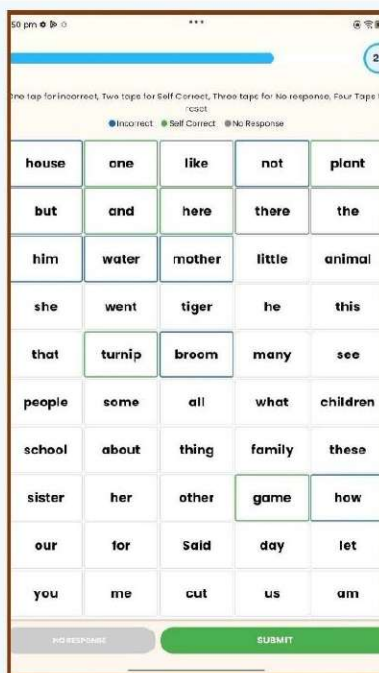 50 pm
2
One tap for incorrect, Two taps for Self Correct, Three taps for No response, Four Taps
reset
Incorrect Self Correct No Response
house one like not plant
but and here there the
him water mother little animal
she went tiger he this
that turnip broom many see
people some all what children
school about thing family these
sister her other game how
our for Said day let
you me cut us am
NO RESPONSE SUBMIT